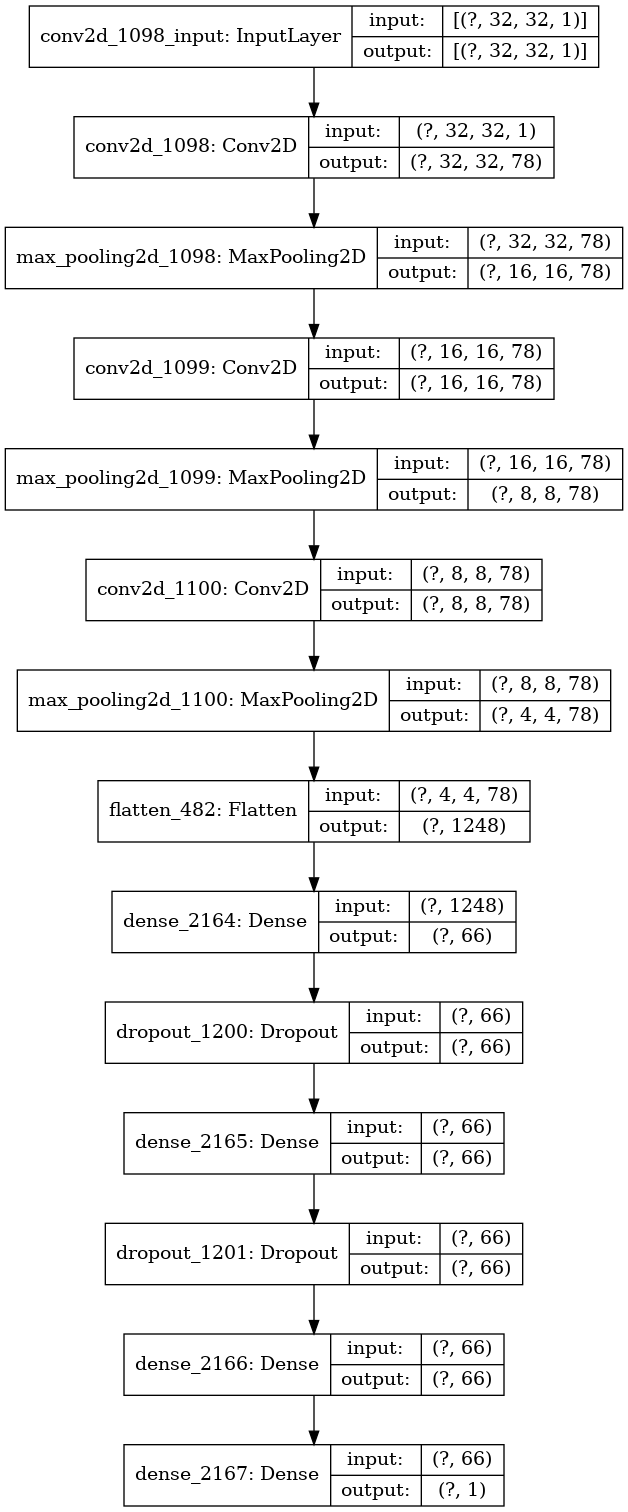 conv2d_1098_input: InputLayer
input: [(?, 32, 32, 1)]
output: [(?, 32, 32, 1)]
conv2d_1098: Conv2D
input: (?, 32, 32, 1)
output: (?, 32, 32, 78)
max_pooling2d_1098: MaxPooling2D
input: (?, 32, 32, 78)
output: (?, 16, 16, 78)
conv2d_1099: Conv2D
input: (?, 16, 16, 78)
output: (?, 16, 16, 78)
max_pooling2d_1099: MaxPooling2D
input: (?, 16, 16, 78)
output: (?, 8, 8, 78)
conv2d_1100: Conv2D
input: (?, 8, 8, 78)
output: (?, 8, 8, 78)
max_pooling2d_1100: MaxPooling2D
input: (?, 8, 8, 78)
output: (?, 4, 4, 78)
flatten_482: Flatten
input: (?, 4, 4, 78)
output: (?, 1248)
dense_2164: Dense
input: (?, 1248)
output: (?, 66)
dropout_1200: Dropout
input: (?, 66)
output: (?, 66)
dense_2165: Dense
input: (?, 66)
output: (?, 66)
dropout_1201: Dropout
input: (?, 66)
output: (?, 66)
dense_2166: Dense
input: (?, 66)
output: (?, 66)
dense_2167: Dense
input: (?, 66)
output: (?, 1)